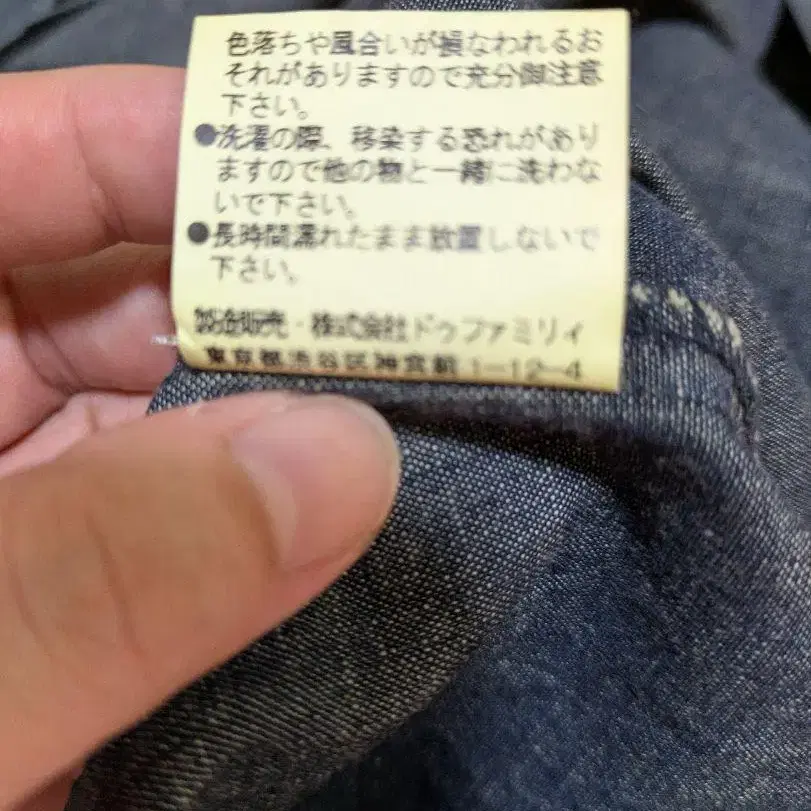 色落ちや風合いが損なわれるお
それがありますので充分御注意
下さい。
●洗濯の際、移染する恐れがあり
ますので他の物と一緒に洗わな
いで下さい。
●長時間濡れたまま放置しないで
下さい。
製造販売・株式会社ドゥファミリィ
東京都渋谷区神宮前1-12-4